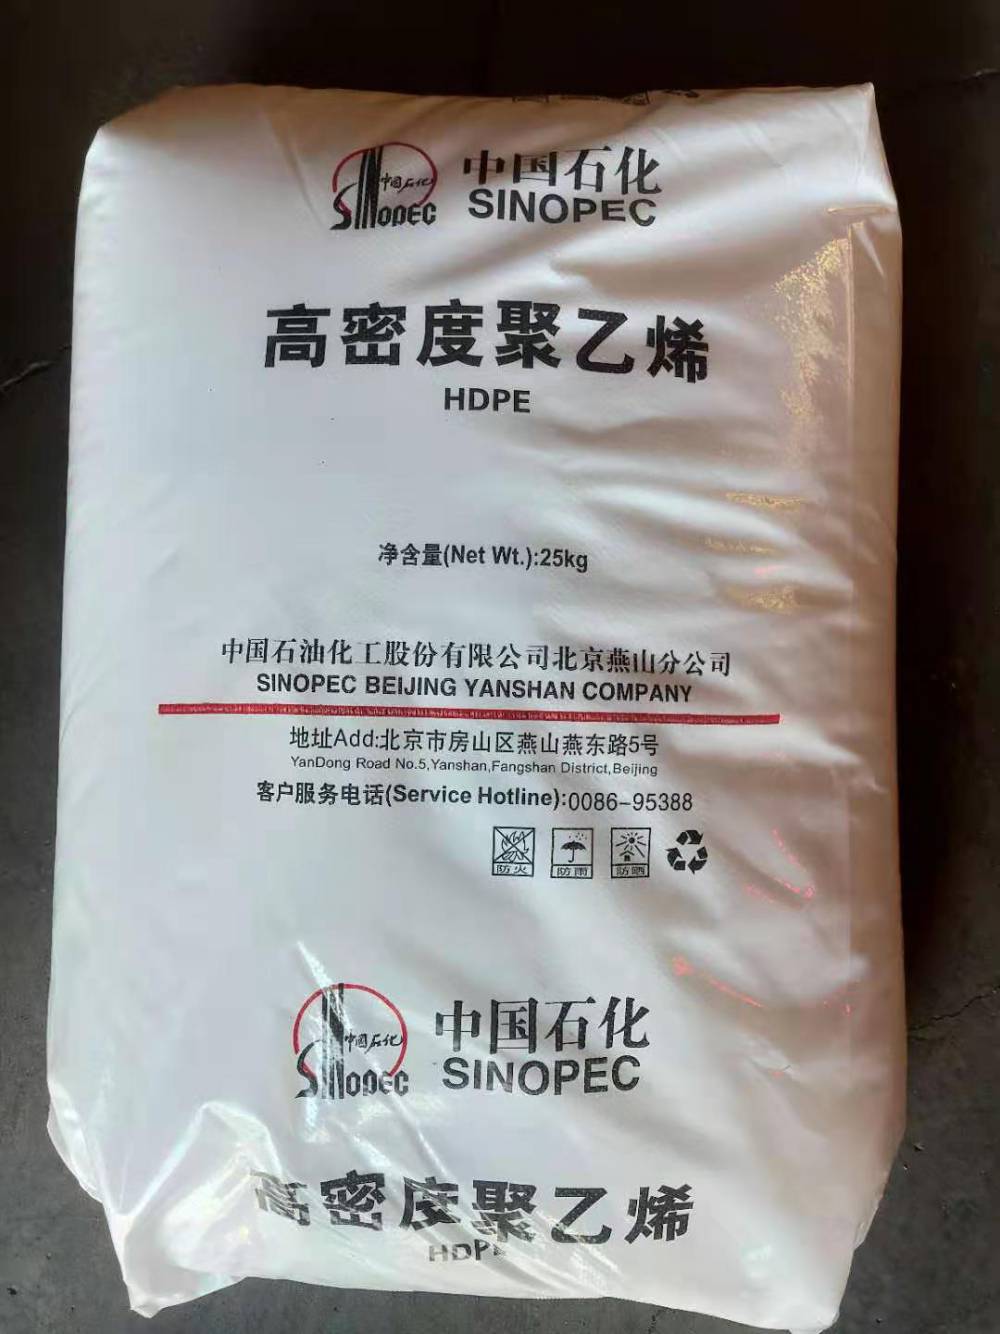 中国石化
SINOPEC
中国石化
SINOPEC
高密度聚乙烯
HDPE
净含量(Net Wt.):25kg
中国石油化工股份有限公司北京燕山分公司
SINOPEC BEIJING YANSHAN COMPANY
地址Add:北京市房山区燕山燕东路5号
YanDong Road No.5,Yanshan,Fangshan District,Beijing
客户服务电话(Service Hotline):0086-95388
防火 防雨 防晒
中国石化
SINOPEC
中国石化
SINOPEC
高密度聚乙烯
HDPE